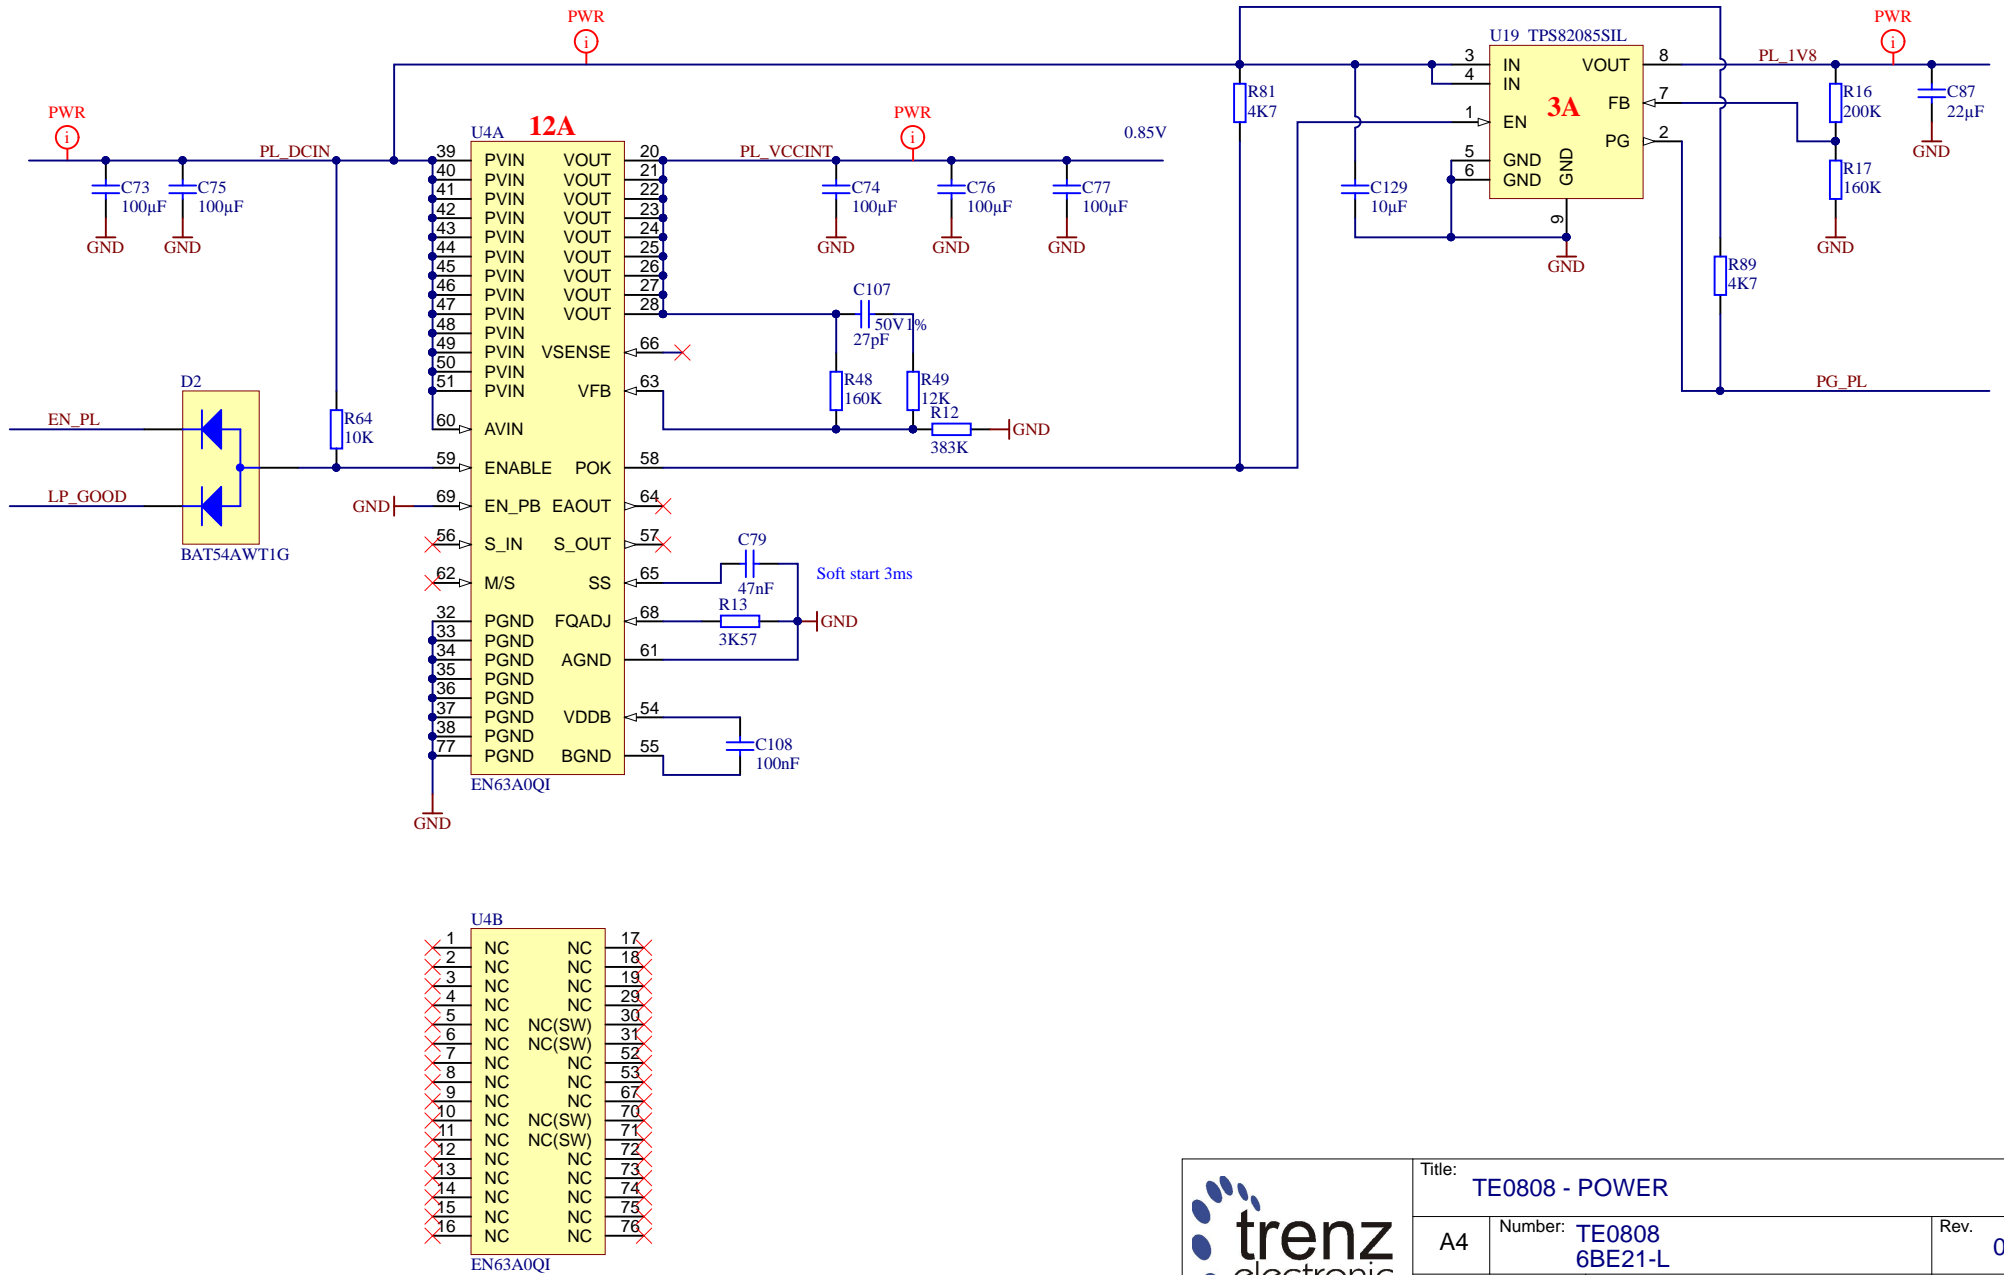 PWR
PWR
U19 TPS82085SIL
3 IN VOUT 8 PL_1V8
4 IN
R81
4K7
7 FB
3A
1 EN
PG 2
5 GND
6 GND
GND
9
GND
R16
200K
C87
22µF
GND
R17
160K
GND
C129
10µF
R89
4K7
PG_PL
PWR
PL_DCIN
C73
100µF
GND
C75
100µF
GND
U4A
12A
39 PVIN VOUT 20
40 PVIN VOUT 21
41 PVIN VOUT 22
42 PVIN VOUT 23
43 PVIN VOUT 24
44 PVIN VOUT 25
45 PVIN VOUT 26
46 PVIN VOUT 27
47 PVIN VOUT 28
48 PVIN
49 PVIN VSENSE 66
50 PVIN
51 PVIN VFB 63
60 AVIN
59 ENABLE POK 58
GND 69 EN_PB EAOUT 64
56 S_IN S_OUT 57
62 M/S SS 65
32 PGND FQADJ 68
33 PGND
34 PGND AGND 61
35 PGND
36 PGND
37 PGND VDDB 54
38 PGND
77 PGND BGND 55
EN63A0QI
GND
PL_VCCINT
PWR
0.85V
C74
100µF
GND
C76
100µF
GND
C77
100µF
GND
C107
50V1%
27pF
R48
160K
R49
12K
R12
383K
GND
D2
EN_PL
LP_GOOD
BAT54AWT1G
R64
10K
C79
47nF
Soft start 3ms
R13
3K57
GND
C108
100nF
U4B
1 NC NC 17
2 NC NC 18
3 NC NC 19
4 NC NC 29
5 NC NC(SW) 30
6 NC NC(SW) 31
7 NC NC 52
8 NC NC 53
9 NC NC 67
10 NC NC(SW) 70
11 NC NC(SW) 71
12 NC NC 72
13 NC NC 73
14 NC NC 74
15 NC NC 75
16 NC NC 76
EN63A0QI
trenz
electronic
Title:
TE0808 - POWER
A4
Number: TE0808
6BE21-L
Rev.
0